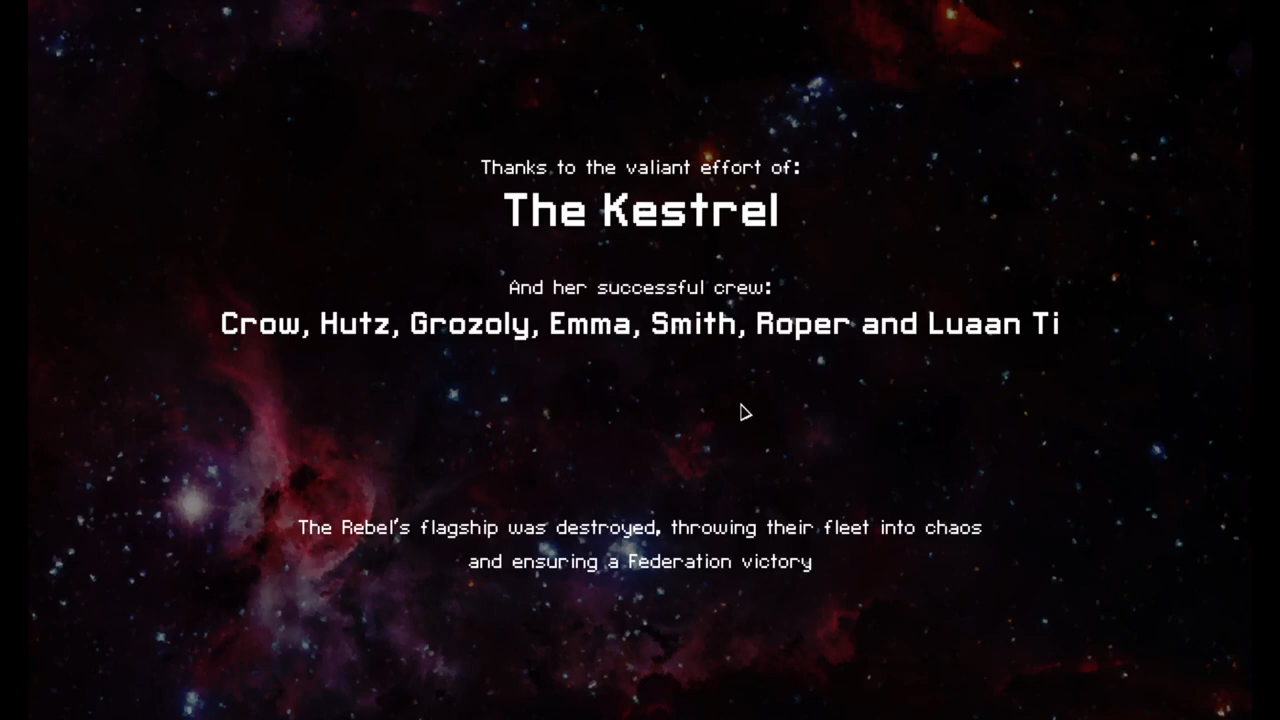 Thanks to the valiant effort of:
The Kestrel
And her successful crew:
Crow, Hutz, Grozoly, Emma, Smith, Roper and Luaan Ti
The Rebel's flagship was destroyed, throwing their fleet into chaos
and ensuring a Federation victory